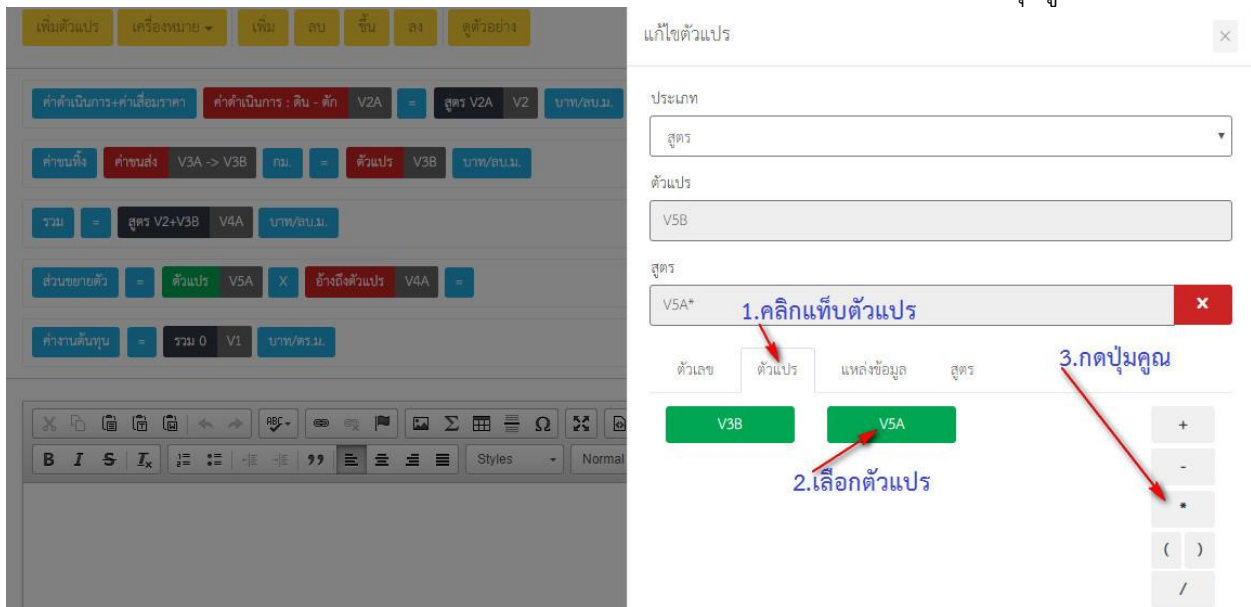 เพิ่มตัวแปร เครื่องหมาย เพิ่ม ลบ ขึ้น ลง ดูตัวอย่าง
ค่าดำเนินการ+ค่าเสื่อมราคา ค่าดำเนินการ : ดิน - ตัก V2A = สูตร V2A V2 บาท/ลบ.ม.
ค่าขนทิ้ง ค่าขนส่ง V3A -> V3B กม. = ตัวแปร V3B บาท/ลบ.ม.
รวม = สูตร V2+V3B V4A บาท/ลบ.ม.
ส่วนขยายตัว = ตัวแปร V5A X อ้างถึงตัวแปร V4A =
ค่างานต้นทุน = รวม 0 V1 บาท/ตร.ม.
B I S Ix Styles Normal
แก้ไขตัวแปร ×
ประเภท
สูตร
ตัวแปร
V5B
สูตร
V5A* ×
1.คลิกแท็บตัวแปร
3.กดปุ่มคูณ
ตัวเลข ตัวแปร แหล่งข้อมูล สูตร
V3B V5A +
2.เลือกตัวแปร -
*
( )
/